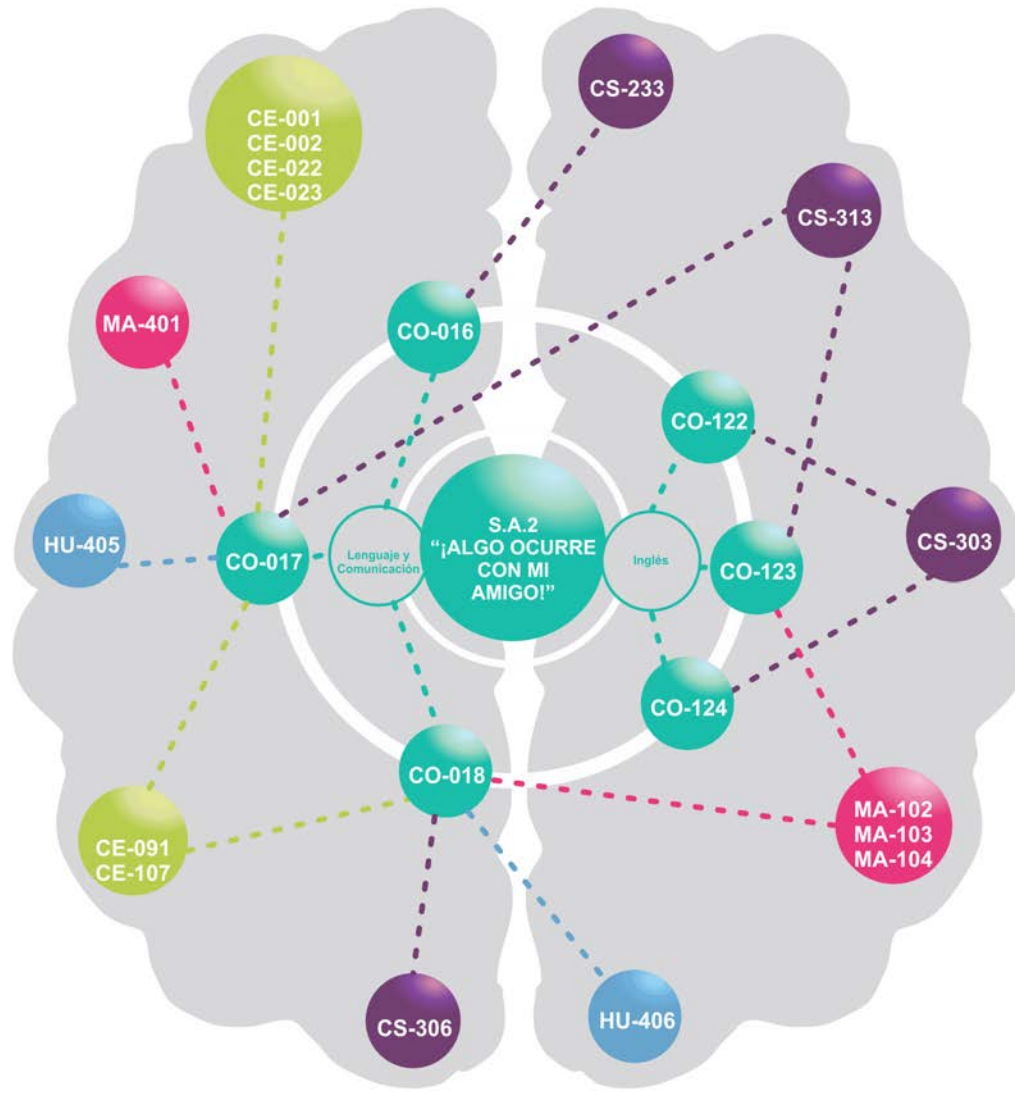 CS-233
CE-001
CE-002
CE-022
CE-023
CS-313
MA-401
CO-016
CO-122
HU-405
CO-017
Lenguaje y
Comunicación
S.A.2
“¡ALGO OCURRE
CON MI
AMIGO!”
Inglés
CO-123
CS-303
CO-124
CO-018
CE-091
CE-107
MA-102
MA-103
MA-104
CS-306
HU-406